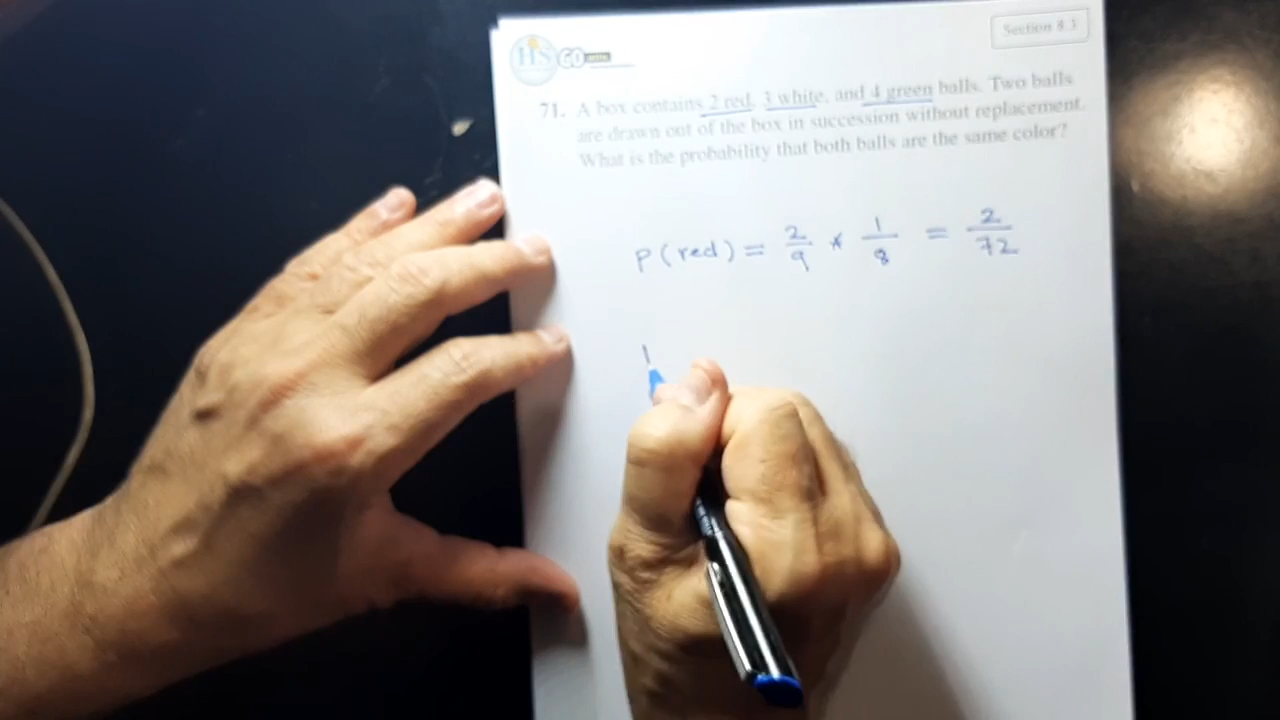 Section 8.3
HS GO
71. A box contains 2 red, 3 white, and 4 green balls. Two balls
are drawn out of the box in succession without replacement.
What is the probability that both balls are the same color?
P(red) = 2/9 * 1/8 = 2/72